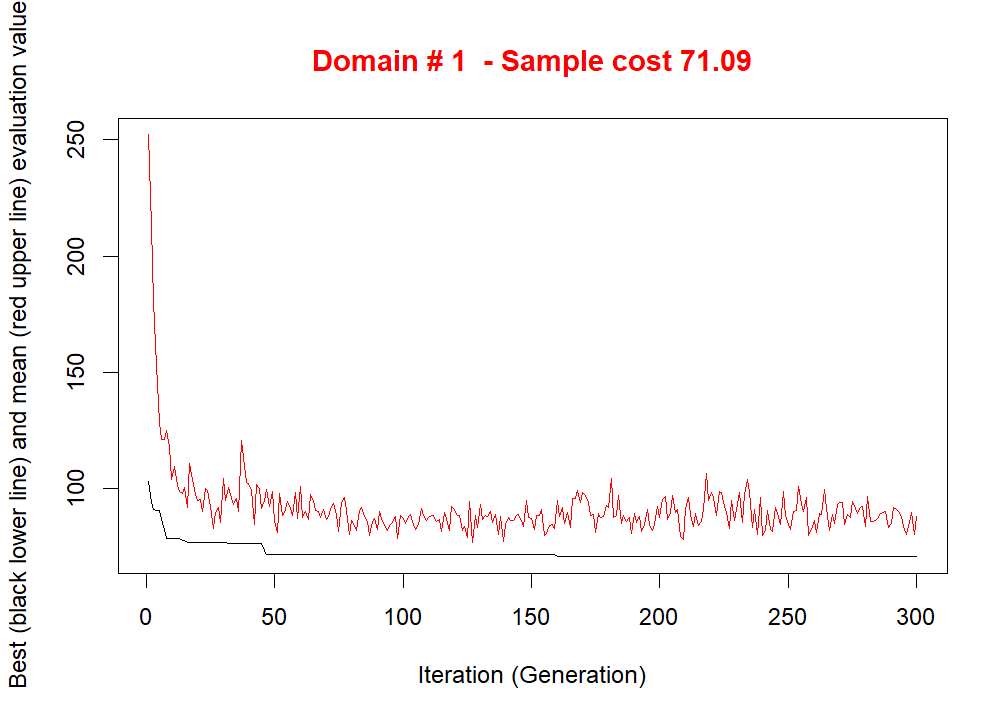 Domain # 1  - Sample cost 71.09
Best (black lower line) and mean (red upper line) evaluation value
250
200
150
100
0 50 100 150 200 250 300
Iteration (Generation)